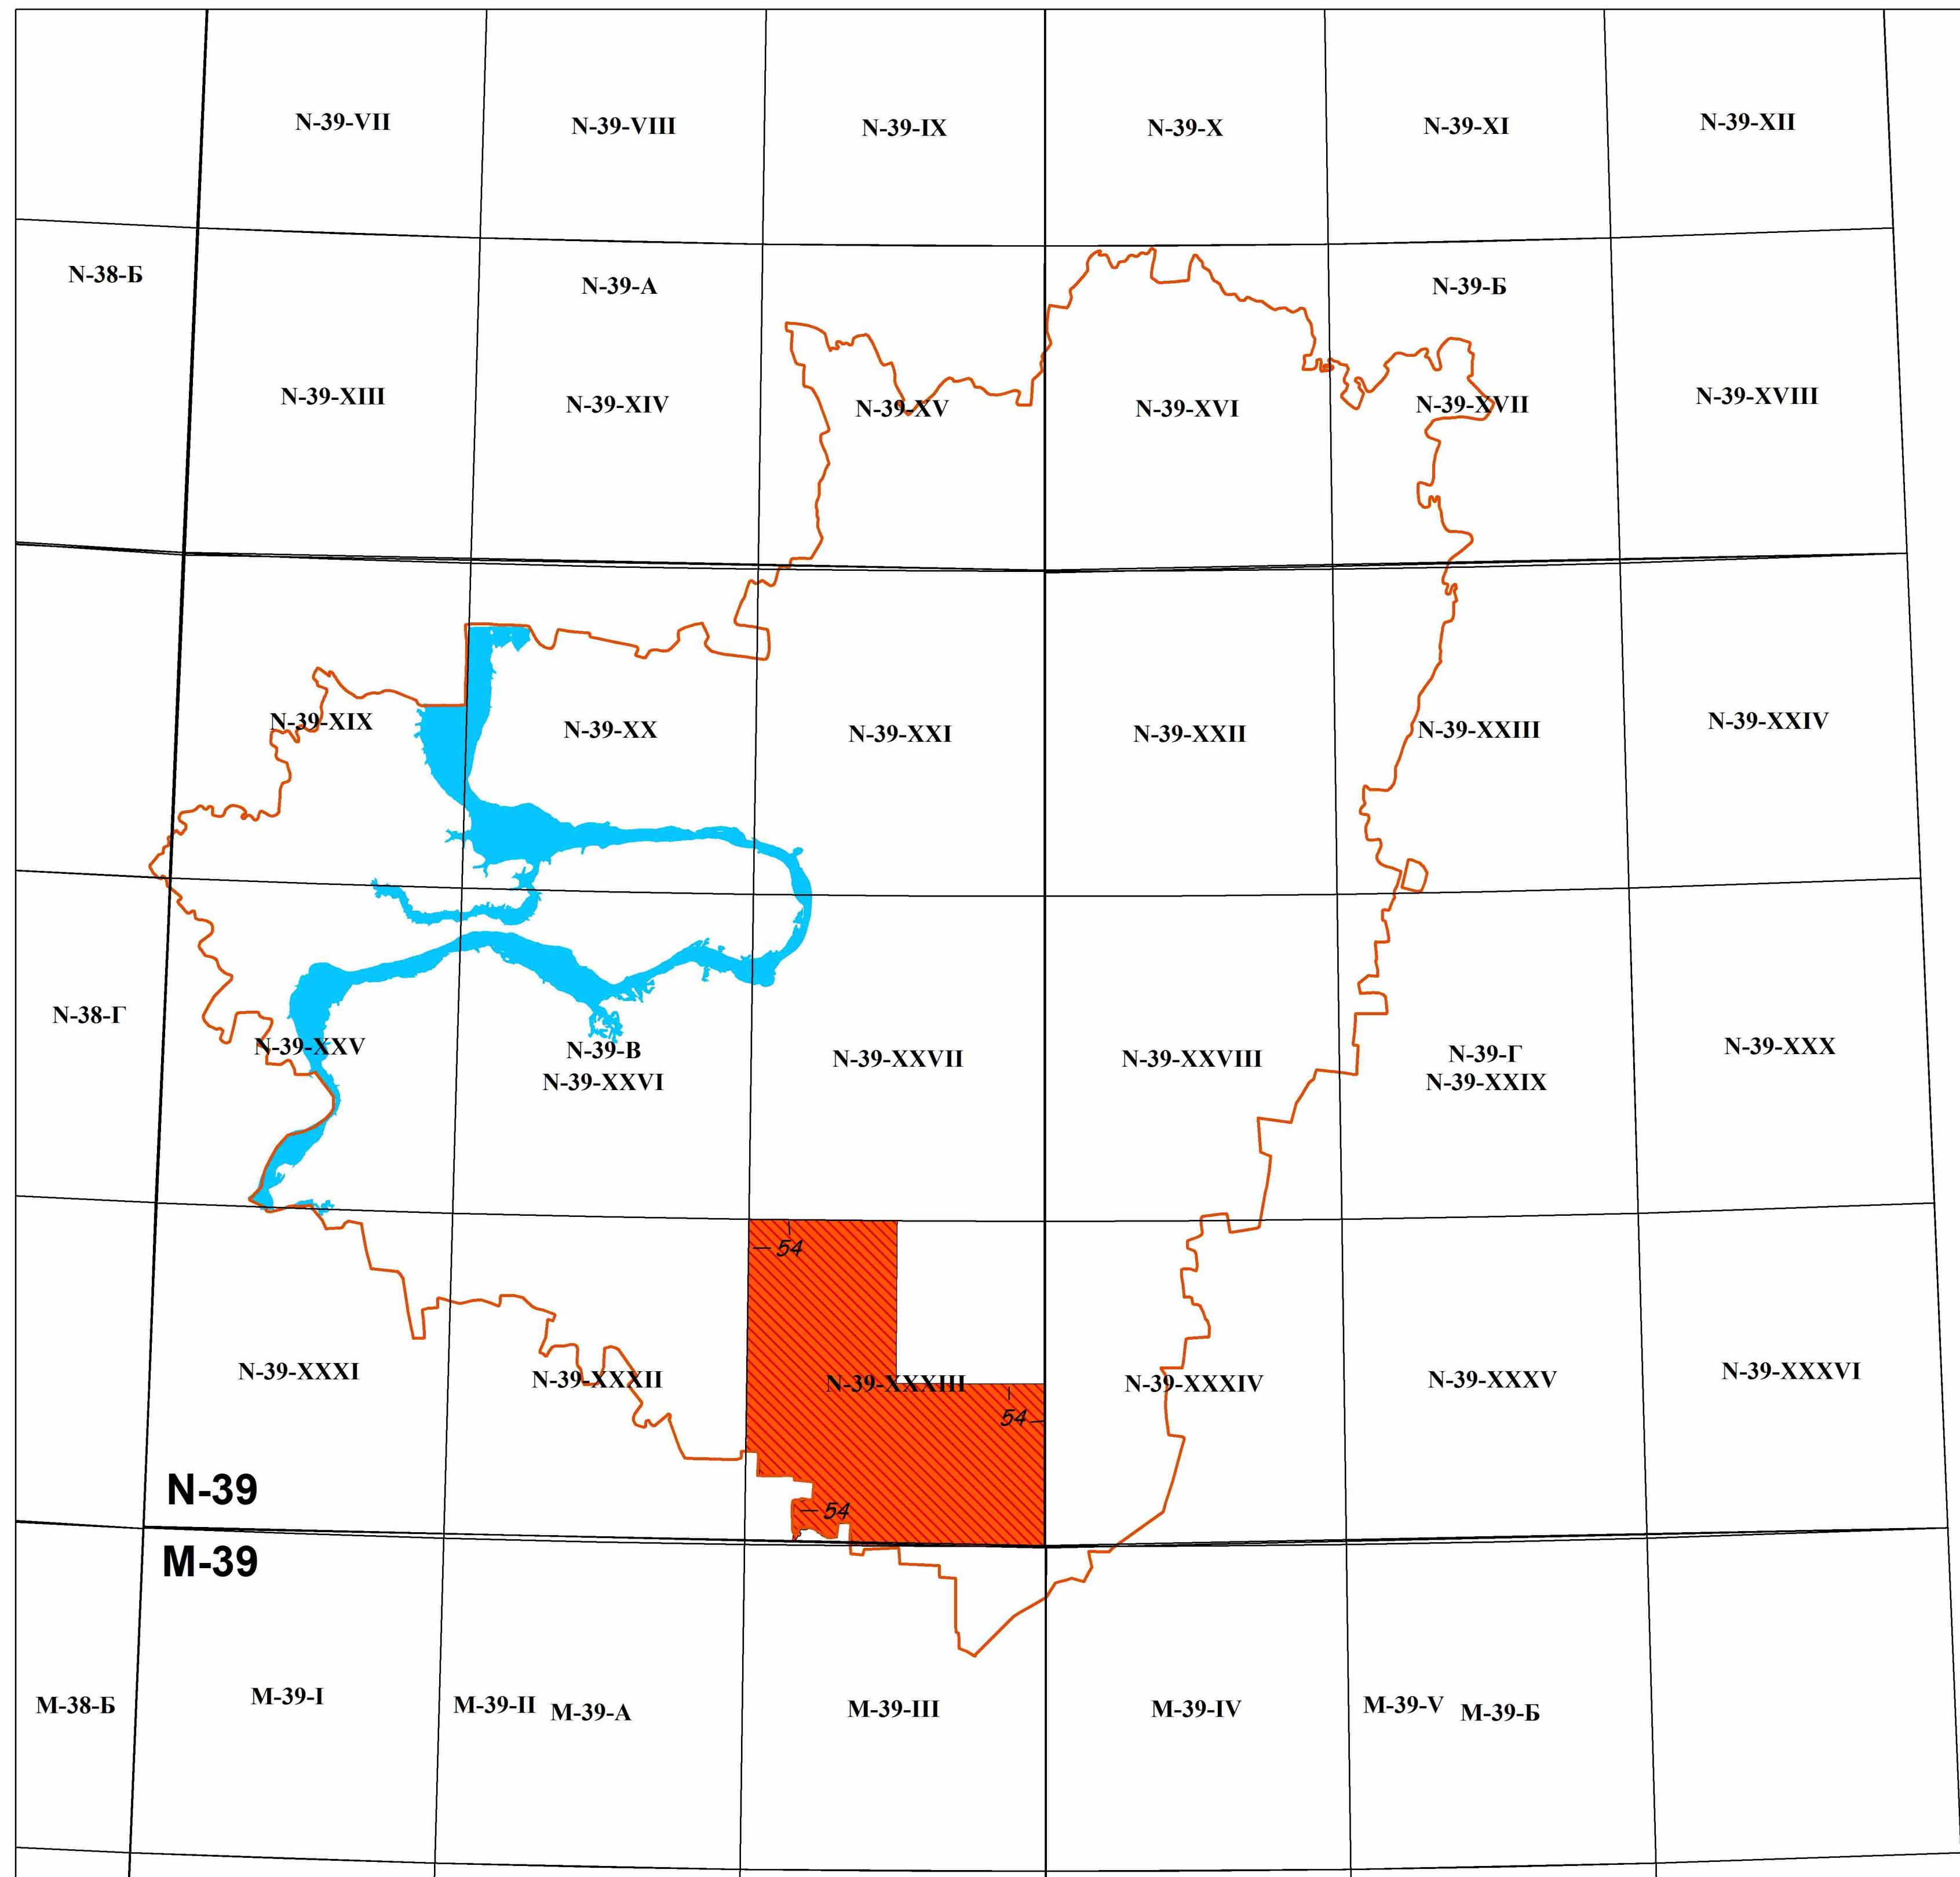 N-39-VII
N-39-VIII
N-39-IX
N-39-X
N-39-XI
N-39-XII
N-38-Б
N-39-А
N-39-Б
N-39-XIII
N-39-XIV
N-39-XV
N-39-XVI
N-39-XVII
N-39-XVIII
N-39-XIX
N-39-XX
N-39-XXI
N-39-XXII
N-39-XXIII
N-39-XXIV
N-38-Г
N-39-XXV
N-39-В
N-39-XXVI
N-39-XXVII
N-39-XXVIII
N-39-Г
N-39-XXIX
N-39-XXX
54
N-39-XXXI
N-39-XXXII
N-39-XXXIII
N-39-XXXIV
N-39-XXXV
N-39-XXXVI
54
N-39
54
M-39
M-38-Б
M-39-I
M-39-II
M-39-А
M-39-III
M-39-IV
M-39-V
M-39-Б